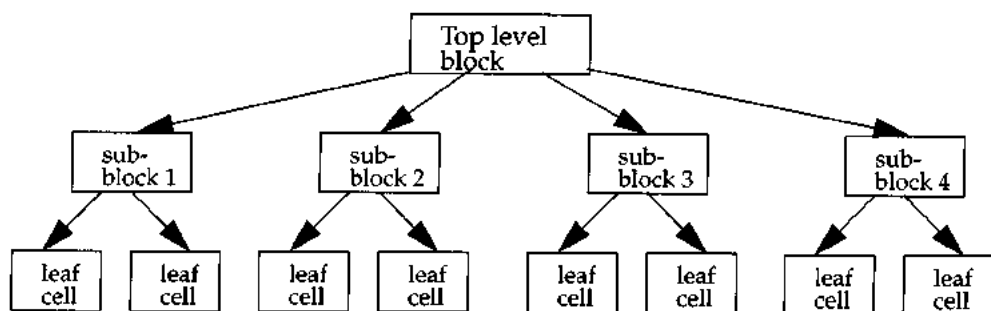 Top level
block
sub-
block 1
sub-
block 2
sub-
block 3
sub-
block 4
leaf
cell
leaf
cell
leaf
cell
leaf
cell
leaf
cell
leaf
cell
leaf
cell
leaf
cell